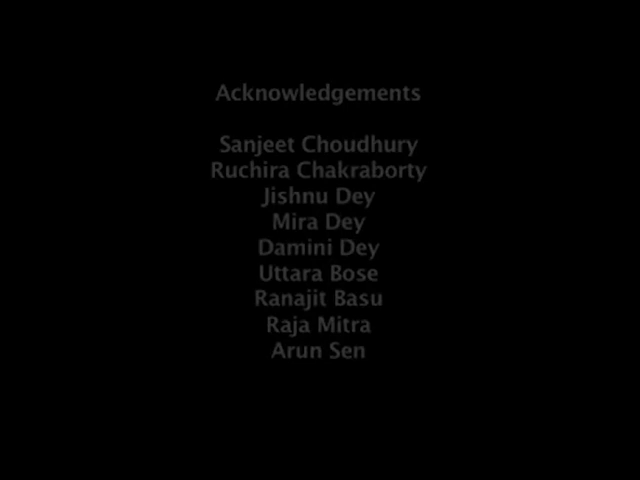 Acknowledgements
Sanjeet Choudhury
Ruchira Chakraborty
Jishnu Dey
Mira Dey
Damini Dey
Uttara Bose
Ranajit Basu
Raja Mitra
Arun Sen